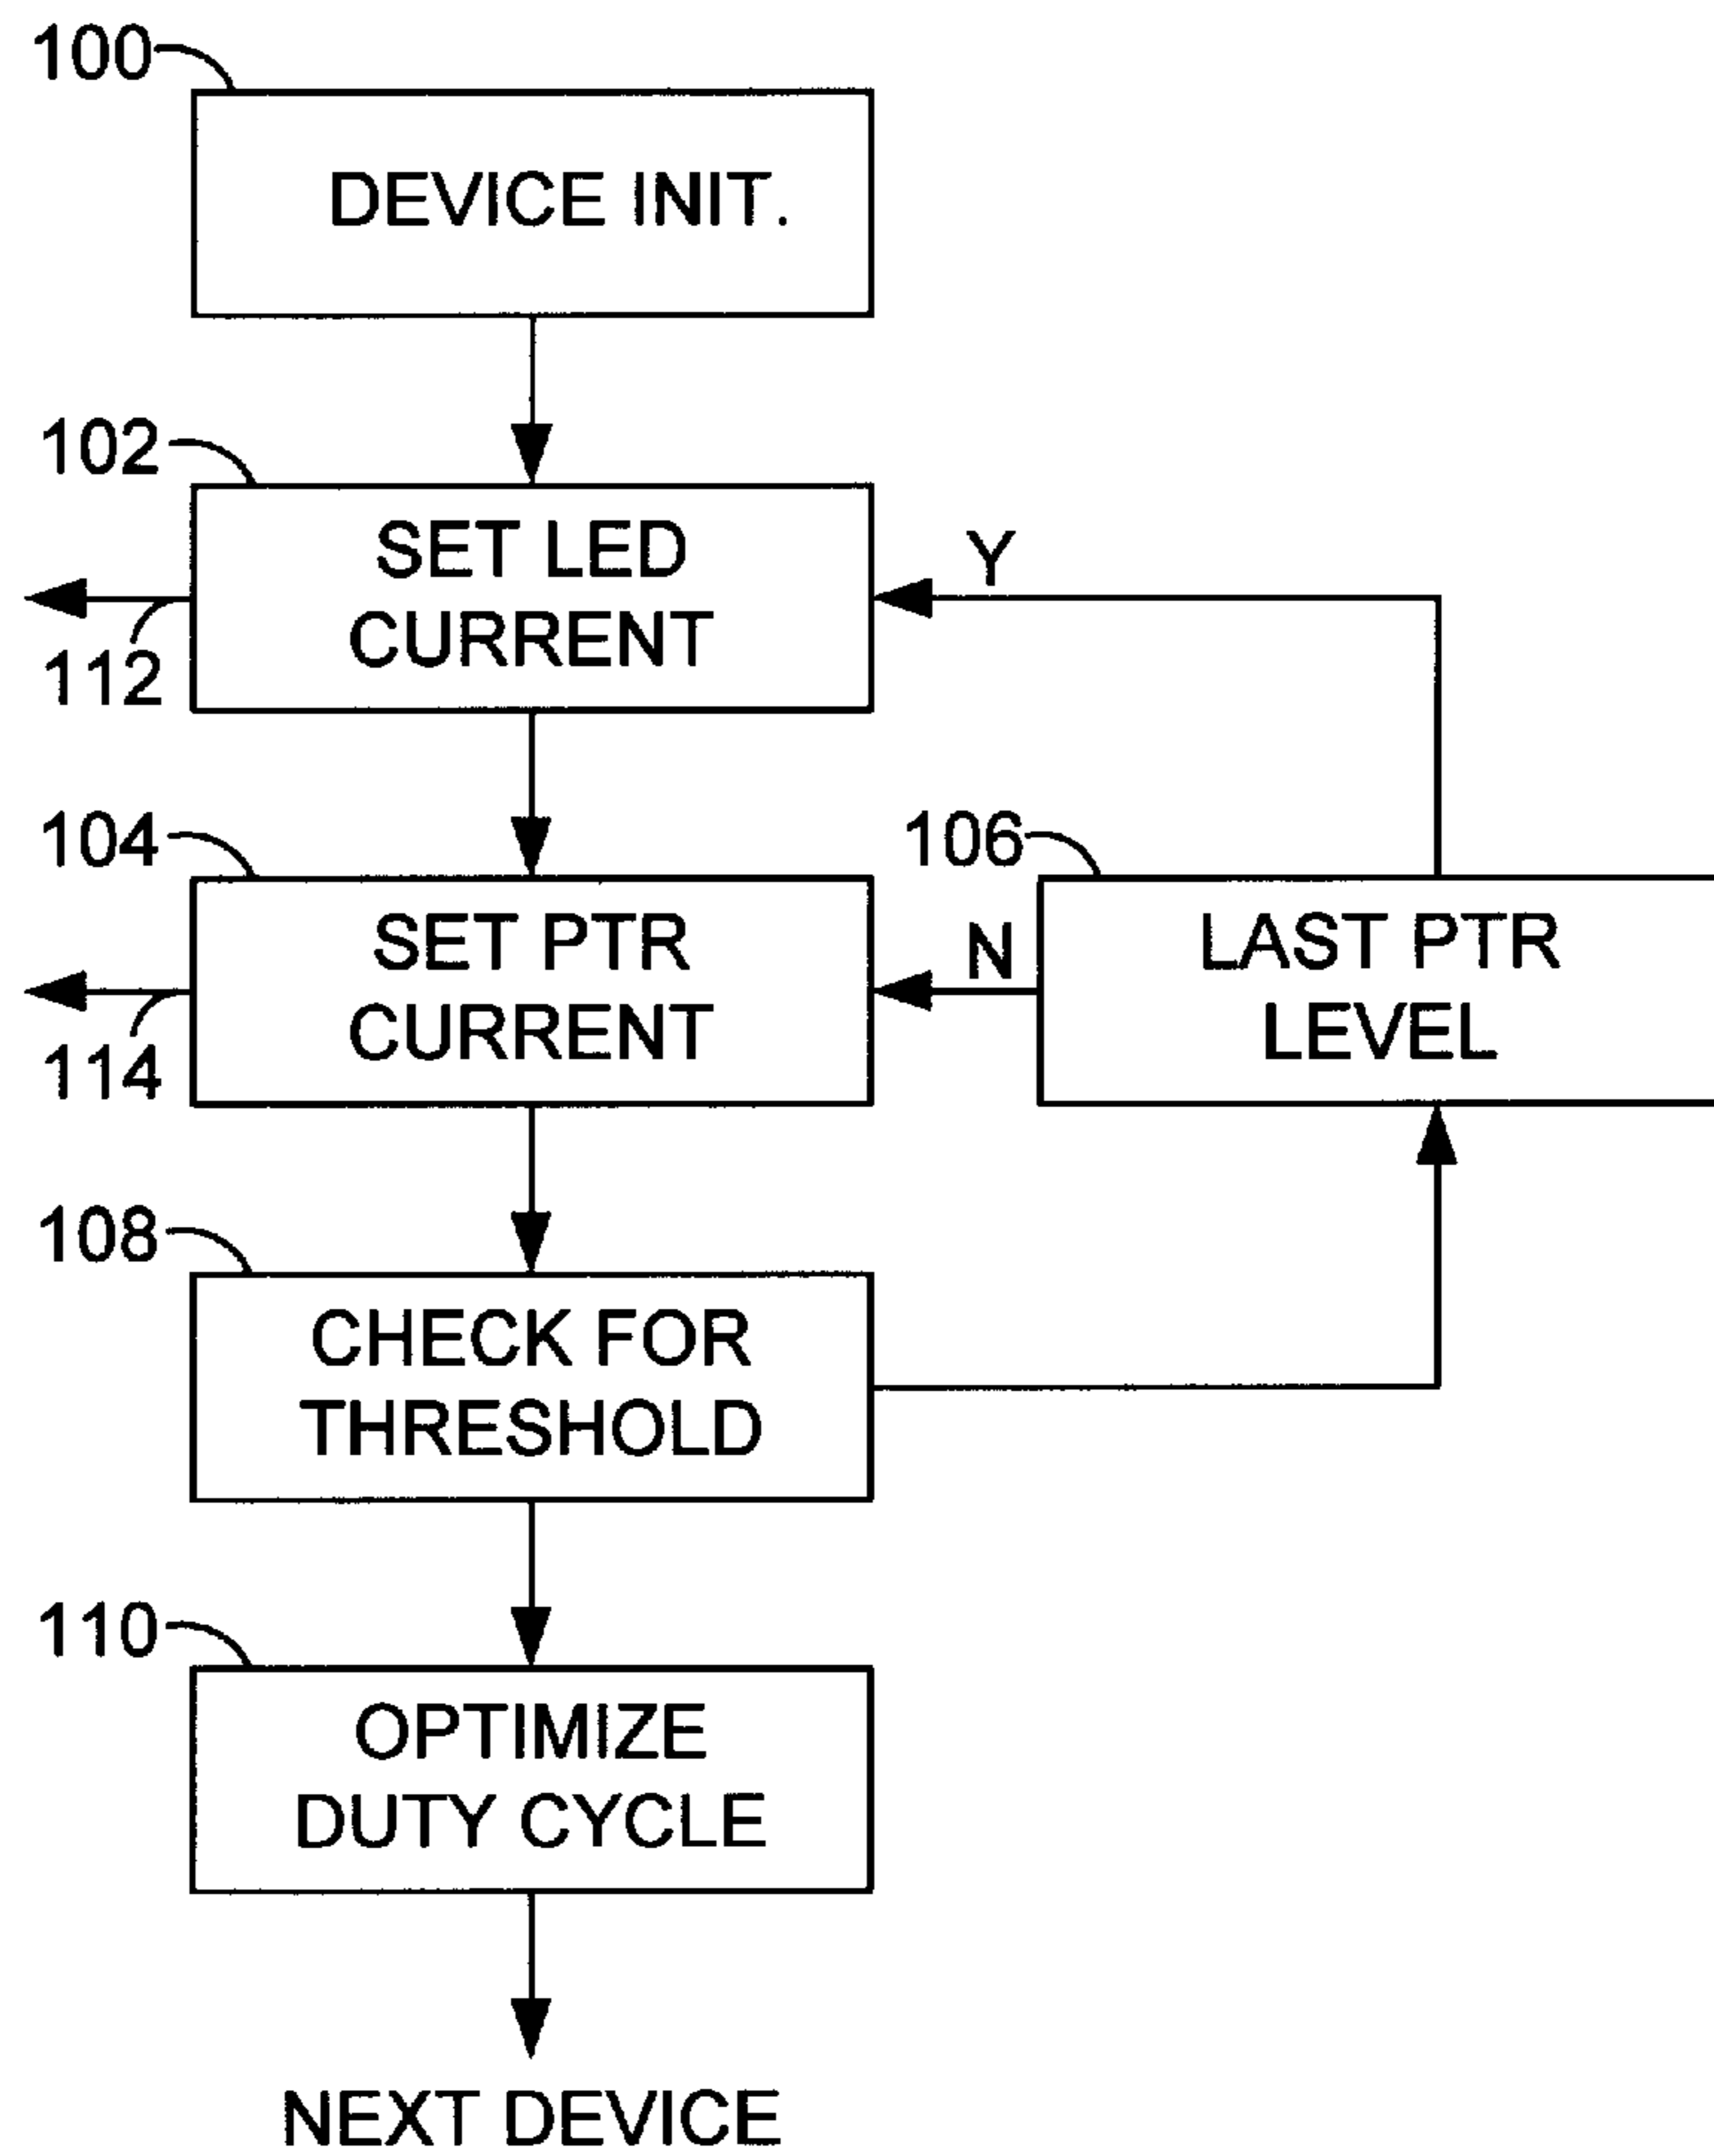 100
DEVICE INIT.
102
SET LED
CURRENT
Y
112
104
SET PTR
CURRENT
N
106
LAST PTR
LEVEL
114
108
CHECK FOR
THRESHOLD
110
OPTIMIZE
DUTY CYCLE
NEXT DEVICE